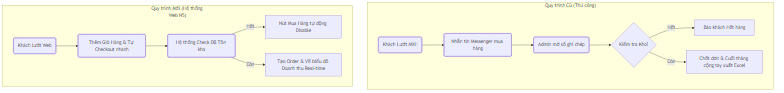 Quy trình Mới (Hệ thống
Web N5)
Khách Lướt Web
Thêm Giỏ Hàng & Tự
Checkout nhanh
Hệ thống Check DB Tồn
kho
Hết
Nút Mua Hàng tự động
Disable
Còn
Tạo Order & Vẽ biểu đồ
Doanh thu Real-time
Quy trình Cũ (Thủ công)
Khách Lướt MXH
Nhắn tin Messenger mua
hàng
Admin mở sổ ghi chép
Kiểm tra Kho?
Hết
Báo khách Hết hàng
Còn
Chốt đơn & Cuối tháng
cộng tay xuất Excel